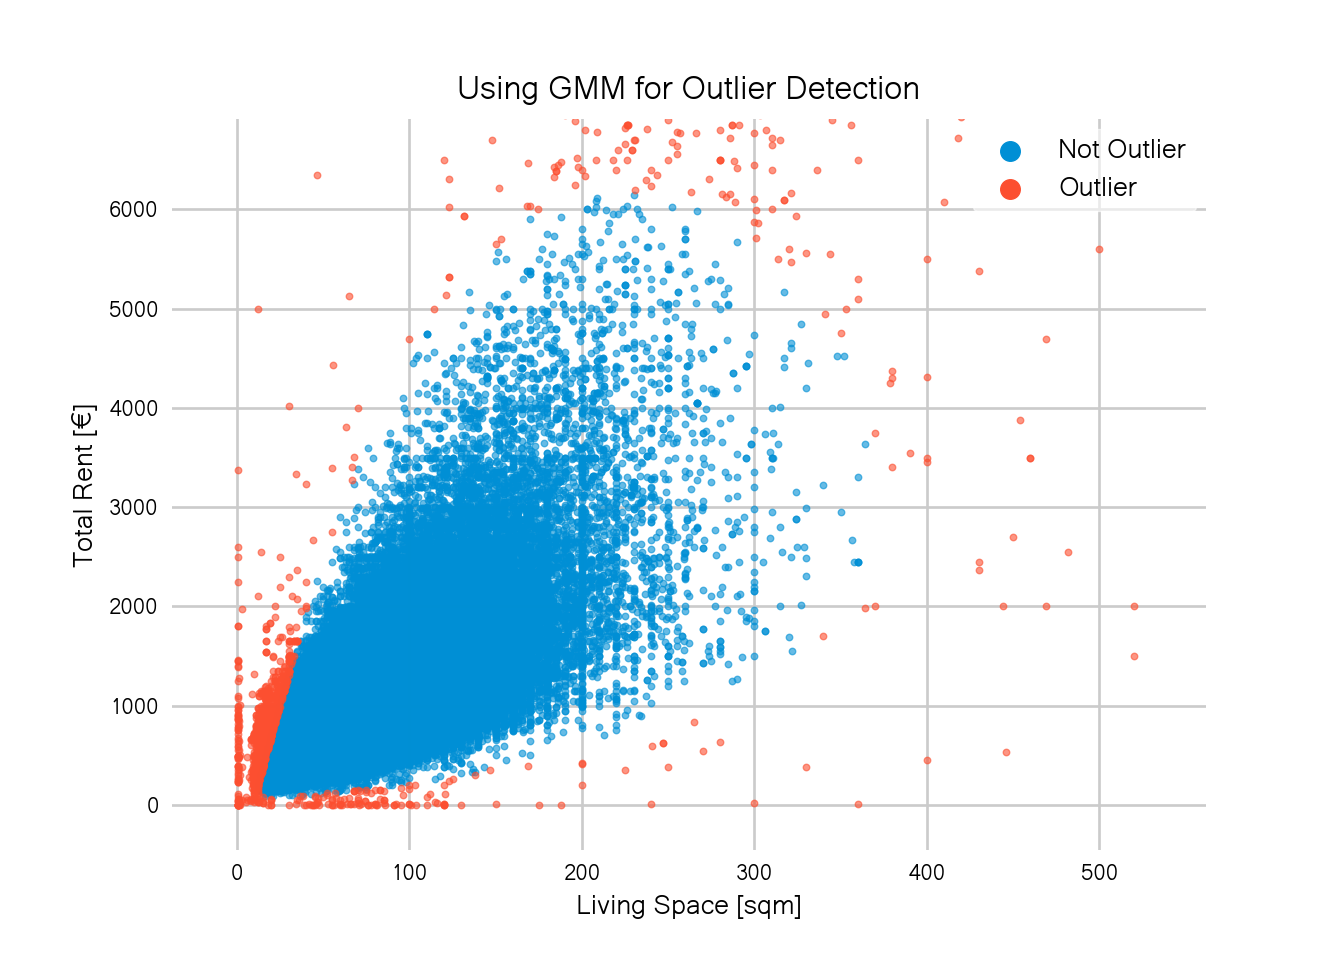 Using GMM for Outlier Detection
Not Outlier
Outlier
6000
5000
4000
3000
2000
1000
0
Total Rent [€]
0 100 200 300 400 500
Living Space [sqm]